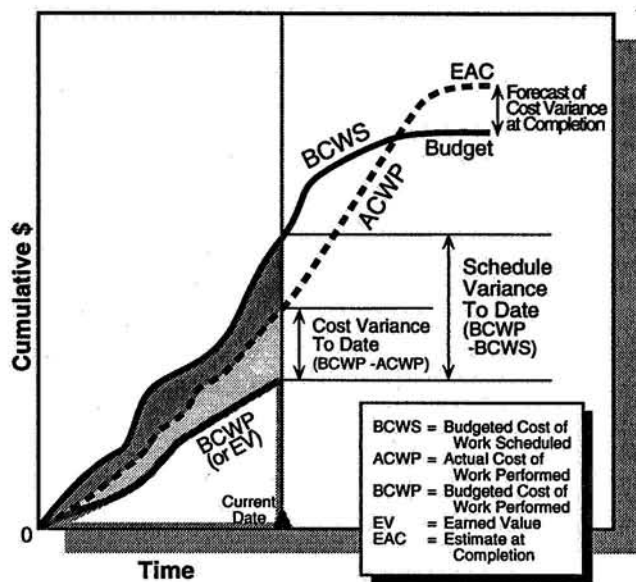 EAC
Forecast of
Cost Variance
at Completion
BCWS
Budget
ACWP
Cumulative $
Schedule
Variance
To Date
(BCWP
-BCWS)
Cost Variance
To Date
(BCWP -ACWP)
BCWP
(or EV)
Current
Date
0
Time
BCWS = Budgeted Cost of
Work Scheduled
ACWP = Actual Cost of
Work Performed
BCWP = Budgeted Cost of
Work Performed
EV = Earned Value
EAC = Estimate at
Completion